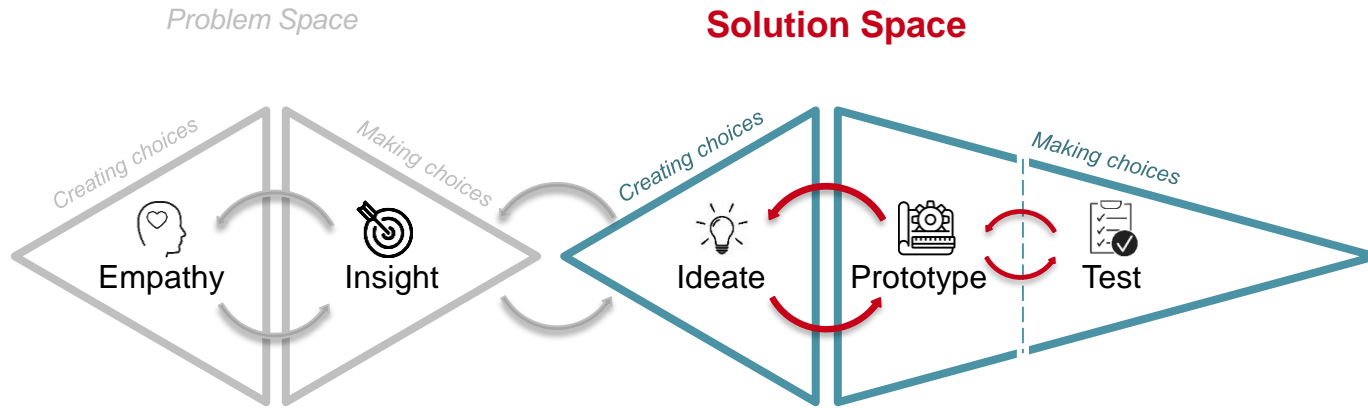 Problem Space
Solution Space
Creating choices
Making choices
Creating choices
Making choices
Empathy
Insight
Ideate
Prototype
Test